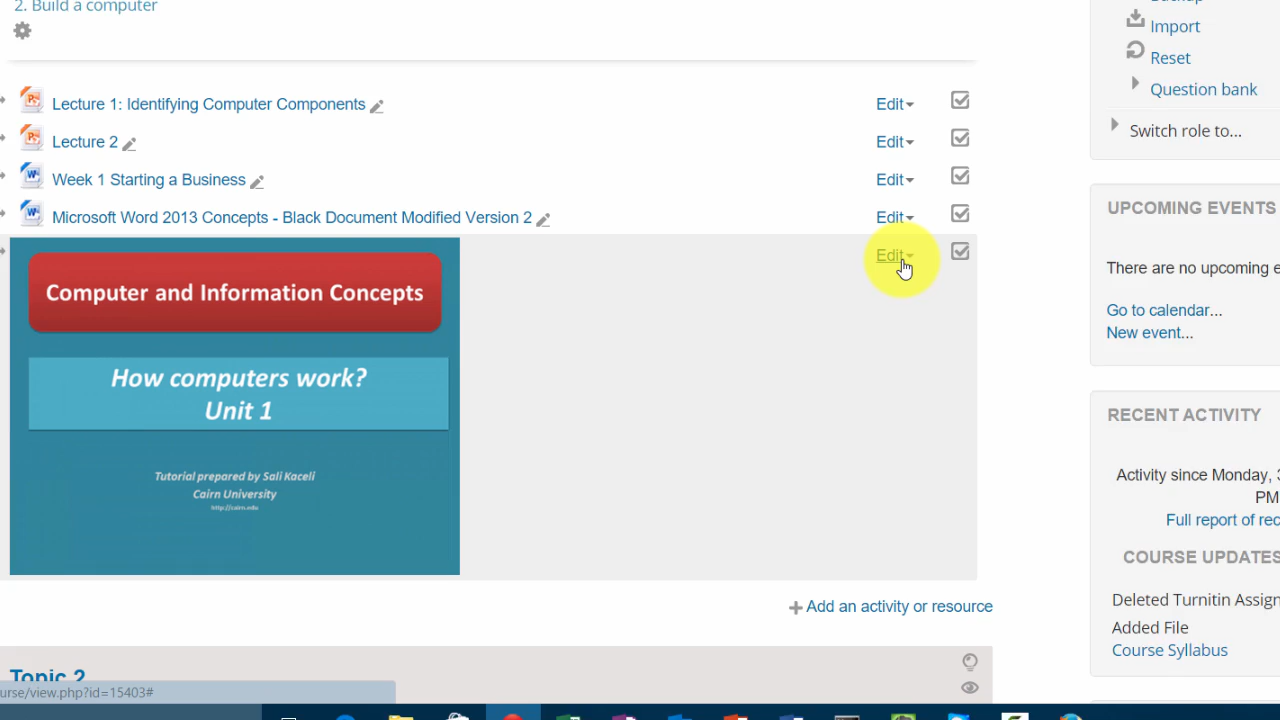 2. Build a computer
Import
Reset
Question bank
Switch role to...
Lecture 1: Identifying Computer Components
Edit
Lecture 2
Edit
Week 1 Starting a Business
Edit
Microsoft Word 2013 Concepts - Black Document Modified Version 2
Edit
Edit
Computer and Information Concepts
How computers work?
Unit 1
Tutorial prepared by Sali Kaceli
Cairn University
http://cairn.edu
Add an activity or resource
Topic 2
urse/view.php?id=15403#
UPCOMING EVENTS
There are no upcoming e
Go to calendar...
New event...
RECENT ACTIVITY
Activity since Monday, 3
PM
Full report of rec
COURSE UPDATES
Deleted Turnitin Assign
Added File
Course Syllabus